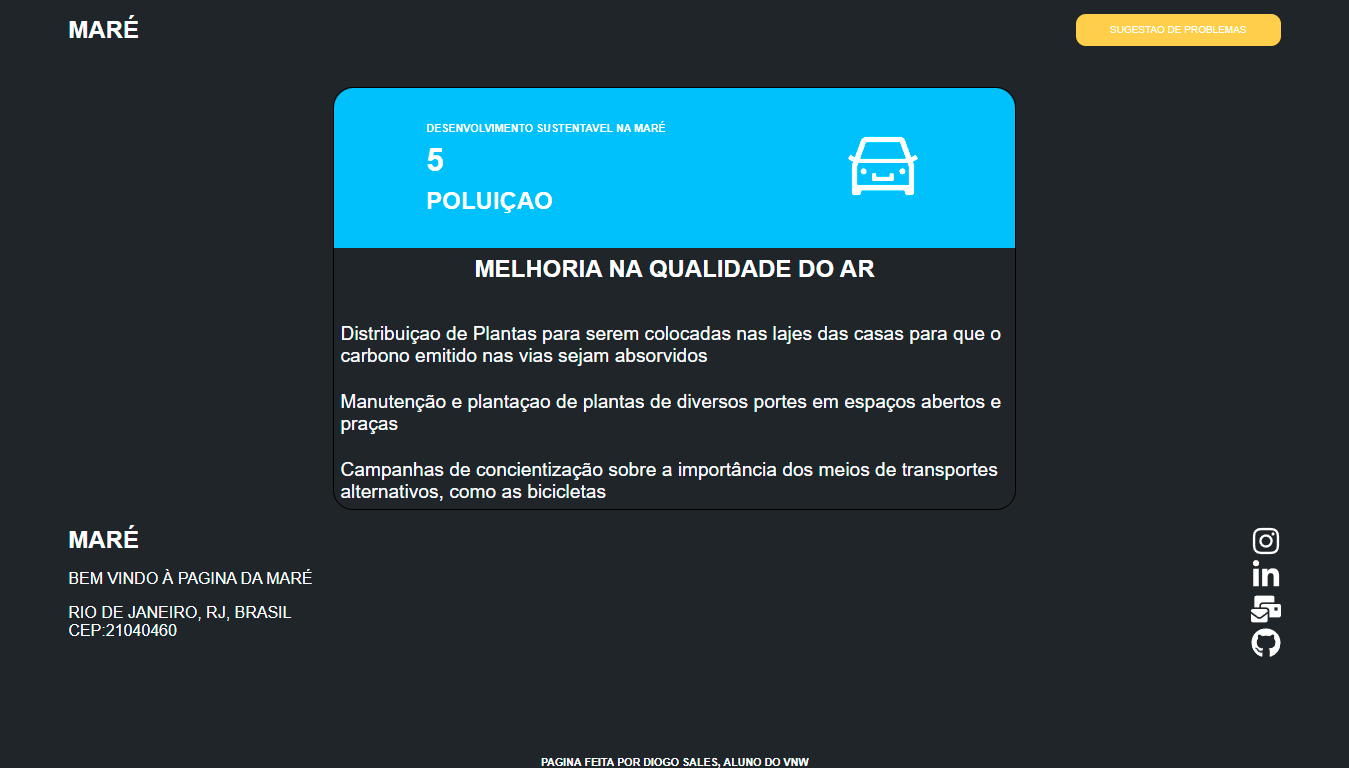 MARÉ
SUGESTAO DE PROBLEMAS
DESENVOLVIMENTO SUSTENTAVEL NA MARÉ
5
POLUIÇAO
MELHORIA NA QUALIDADE DO AR
Distribuiçao de Plantas para serem colocadas nas lajes das casas para que o
carbono emitido nas vias sejam absorvidos
Manutenção e plantaçao de plantas de diversos portes em espaços abertos e
praças
Campanhas de concientização sobre a importância dos meios de transportes
alternativos, como as bicicletas
MARÉ
BEM VINDO À PAGINA DA MARÉ
RIO DE JANEIRO, RJ, BRASIL
CEP:21040460
PAGINA FEITA POR DIOGO SALES, ALUNO DO VNW